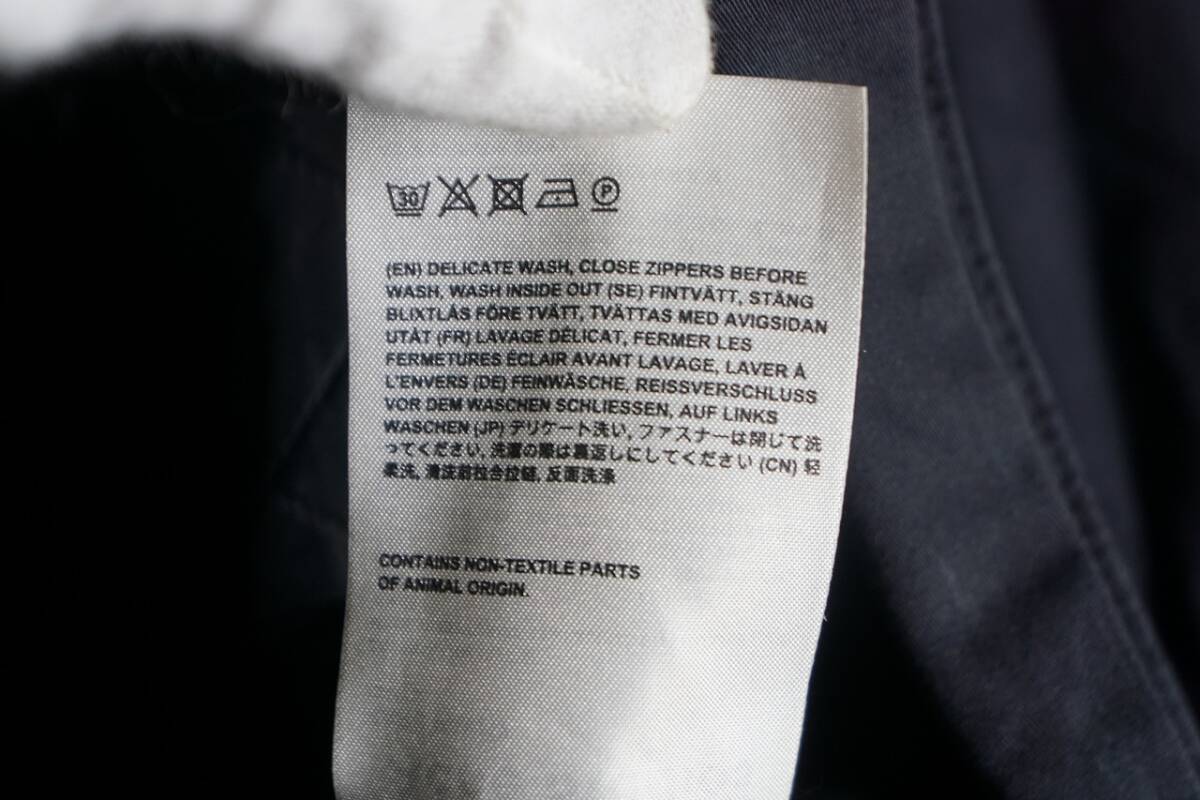 30 P
(EN) DELICATE WASH, CLOSE ZIPPERS BEFORE
WASH, WASH INSIDE OUT (SE) FINTVÄTT, STÄNG
BLIXTLÅS FÖRE TVÄTT, TVÄTTAS MED AVIGSIDAN
UTÅT (FR) LAVAGE DÉLICAT, FERMER LES
FERMETURES ÉCLAIR AVANT LAVAGE, LAVER À
L'ENVERS (DE) FEINWÄSCHE, REISSVERSCHLUSS
VOR DEM WASCHEN SCHLIESSEN, AUF LINKS
WASCHEN (JP) デリケート洗い, ファスナーは閉じて洗
ってください, 洗濯の際は裏返しにしてください (CN) 轻
柔洗, 清洗前拉合拉链, 反面洗涤
CONTAINS NON-TEXTILE PARTS
OF ANIMAL ORIGIN.